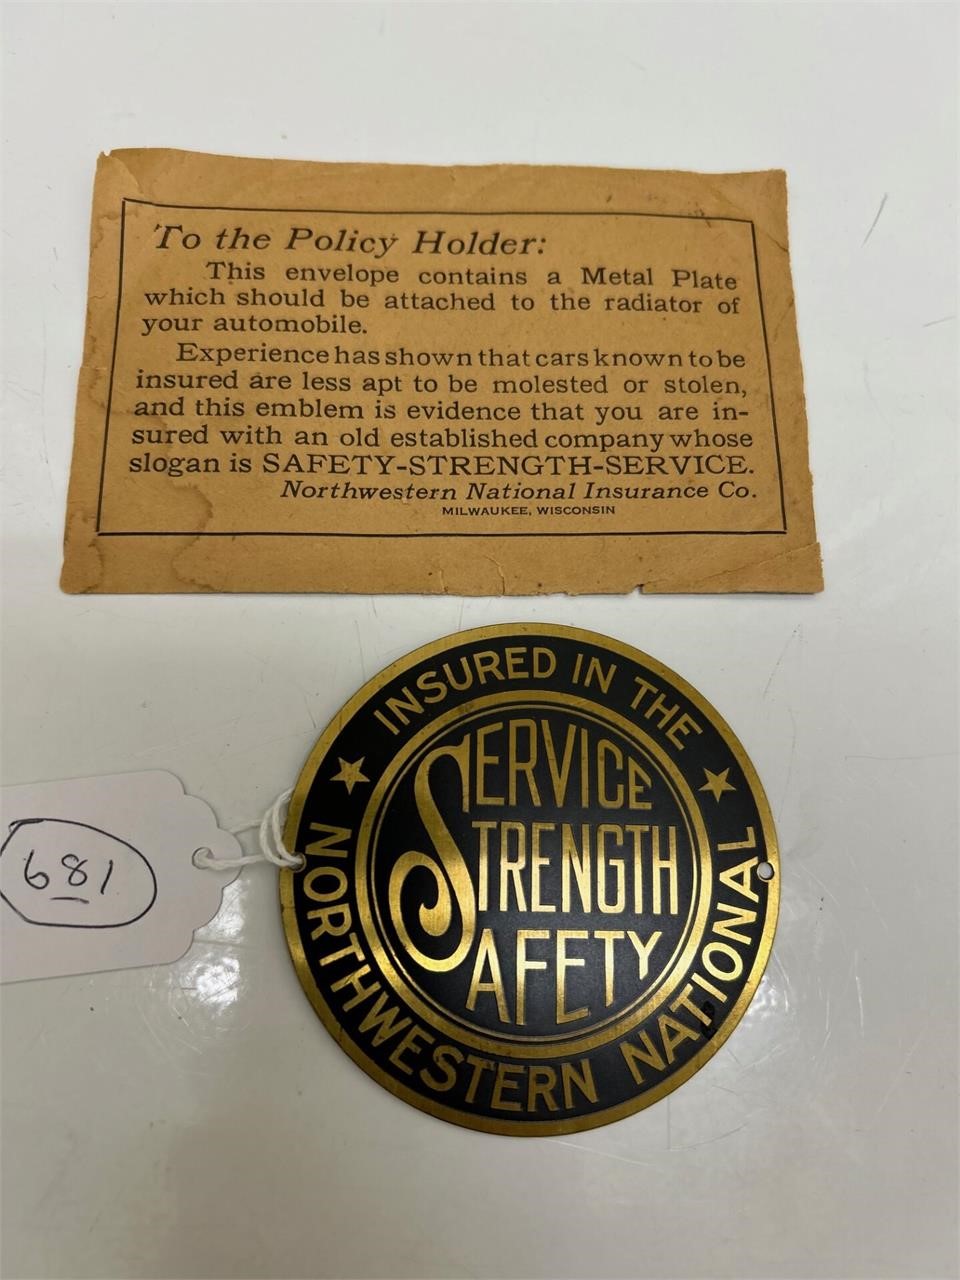 To the Policy Holder:
This envelope contains a Metal Plate
which should be attached to the radiator of
your automobile.
Experience has shown that cars known to be
insured are less apt to be molested or stolen,
and this emblem is evidence that you are in-
sured with an old established company whose
slogan is SAFETY-STRENGTH-SERVICE.
Northwestern National Insurance Co.
MILWAUKEE, WISCONSIN
INSURED IN THE
SERVICE
STRENGTH
SAFETY
NORTHWESTERN NATIONAL
681